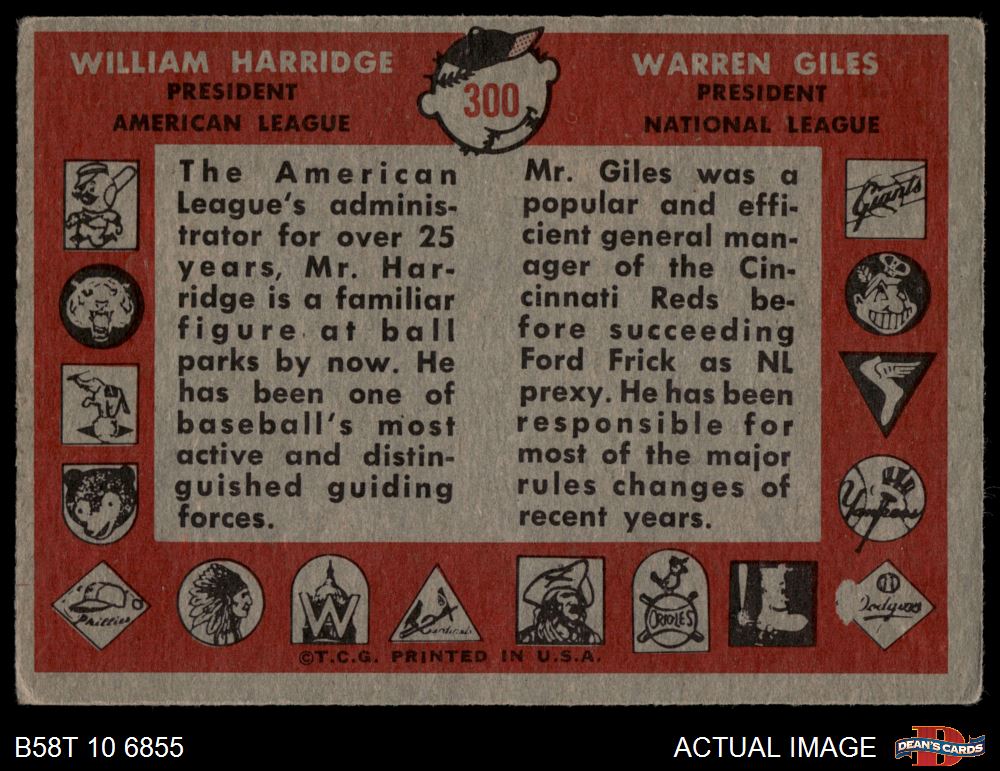 WILLIAM HARRIDGE
PRESIDENT
AMERICAN LEAGUE
300
WARREN GILES
PRESIDENT
NATIONAL LEAGUE
The American
League's adminis-
trator for over 25
years, Mr. Har-
ridge is a familiar
figure at ball
parks by now. He
has been one of
baseball's most
active and distin-
guished guiding
forces.
Mr. Giles was a
popular and effi-
cient general man-
ager of the Cin-
cinnati Reds be-
fore succeeding
Ford Frick as NL
prexy. He has been
responsible for
most of the major
rules changes of
recent years.
Giants
Yankees
Phillies
W
Cardinals
ORIOLES
Dodgers
©T.C.G. PRINTED IN U.S.A.
B58T 10 6855
ACTUAL IMAGE
D
DEAN'S CARDS